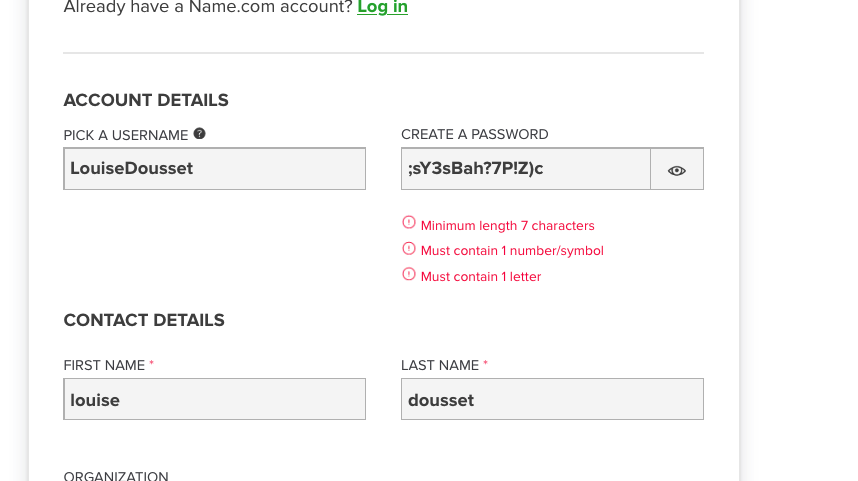 Already have a Name.com account? Log in
ACCOUNT DETAILS
PICK A USERNAME ?
CREATE A PASSWORD
LouiseDousset
;sY3sBah?7P!Z)c
Minimum length 7 characters
Must contain 1 number/symbol
Must contain 1 letter
CONTACT DETAILS
FIRST NAME *
LAST NAME *
louise
dousset
ORGANIZATION